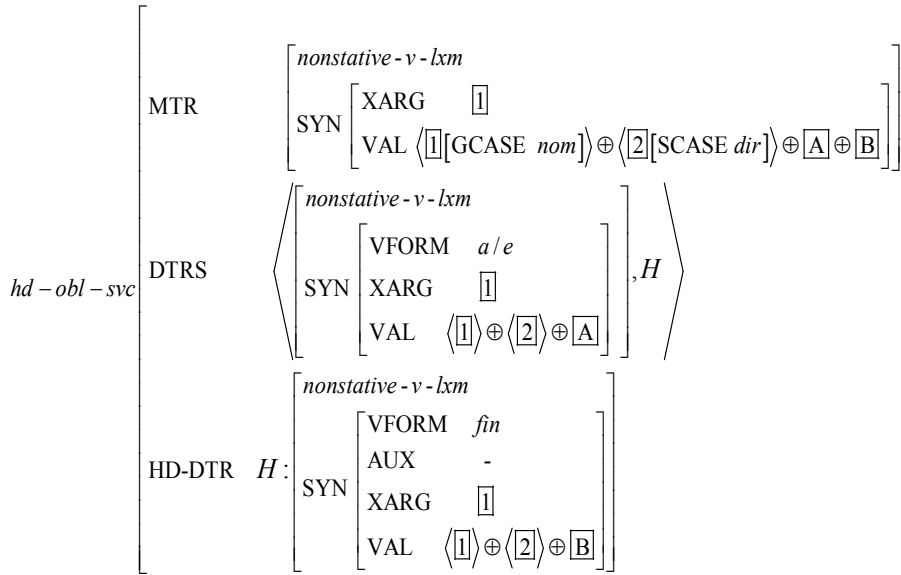 nonstative - v - lxm
MTR SYN XARG 1
VAL ⟨1[GCASE nom]⟩⊕⟨2[SCASE dir]⟩⊕A⊕B
nonstative - v - lxm
VFORM a / e
hd – obl – svc DTRS SYN XARG 1 , H
VAL ⟨1⟩⊕⟨2⟩⊕A
nonstative - v - lxm
VFORM fin
AUX -
HD-DTR H : SYN XARG 1
VAL ⟨1⟩⊕⟨2⟩⊕B